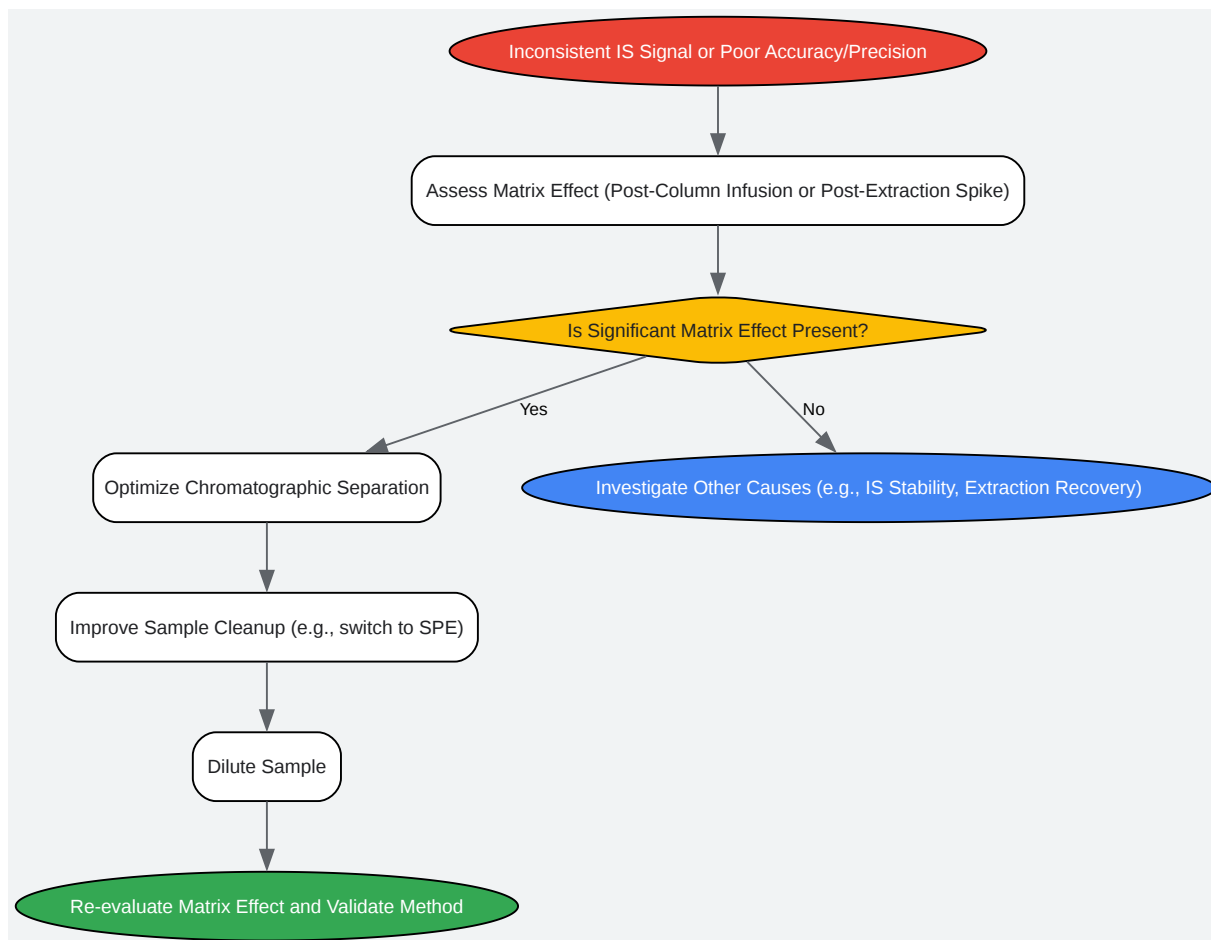 Inconsistent IS Signal or Poor Accuracy/Precision
Assess Matrix Effect (Post-Column Infusion or Post-Extraction Spike)
Is Significant Matrix Effect Present?
Yes
No
Optimize Chromatographic Separation
Investigate Other Causes (e.g., IS Stability, Extraction Recovery)
Improve Sample Cleanup (e.g., switch to SPE)
Dilute Sample
Re-evaluate Matrix Effect and Validate Method